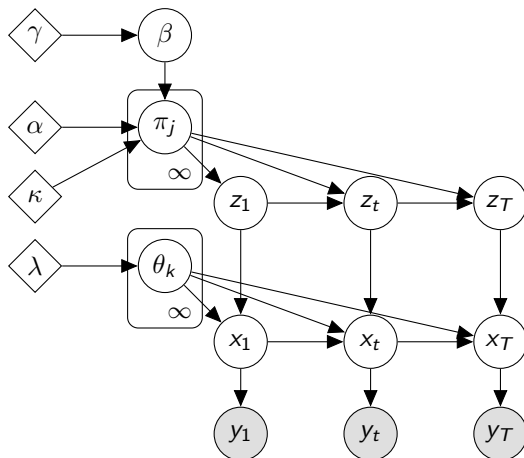 γ β
α π_j
∞
κ z_1 z_t z_T
λ θ_k
∞
x_1 x_t x_T
y_1 y_t y_T